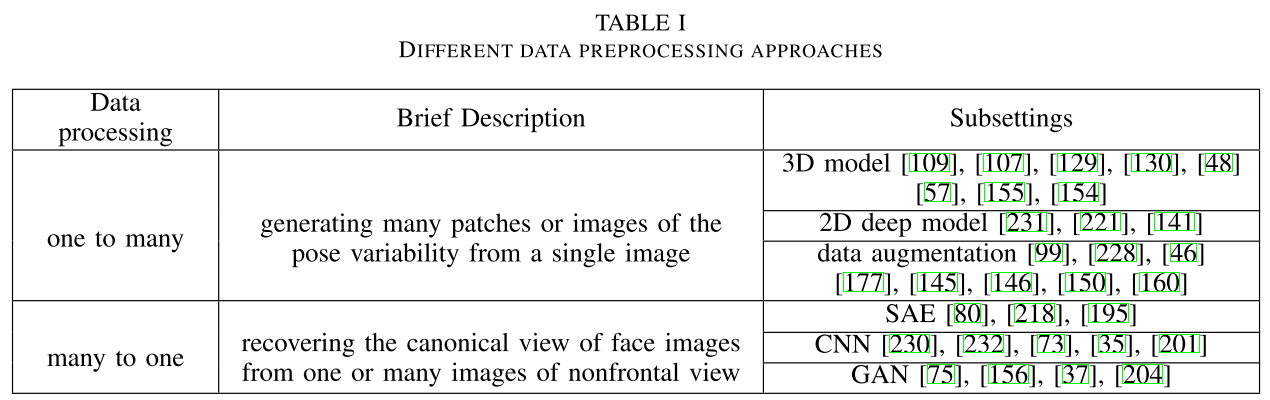 TABLE I
DIFFERENT DATA PREPROCESSING APPROACHES
Data
processing
Brief Description
Subsettings
one to many
generating many patches or images of the
pose variability from a single image
3D model [109], [107], [129], [130], [48]
[57], [155], [154]
2D deep model [231], [221], [141]
data augmentation [99], [228], [46]
[177], [145], [146], [150], [160]
many to one
recovering the canonical view of face images
from one or many images of nonfrontal view
SAE [80], [218], [195]
CNN [230], [232], [73], [35], [201]
GAN [75], [156], [37], [204]